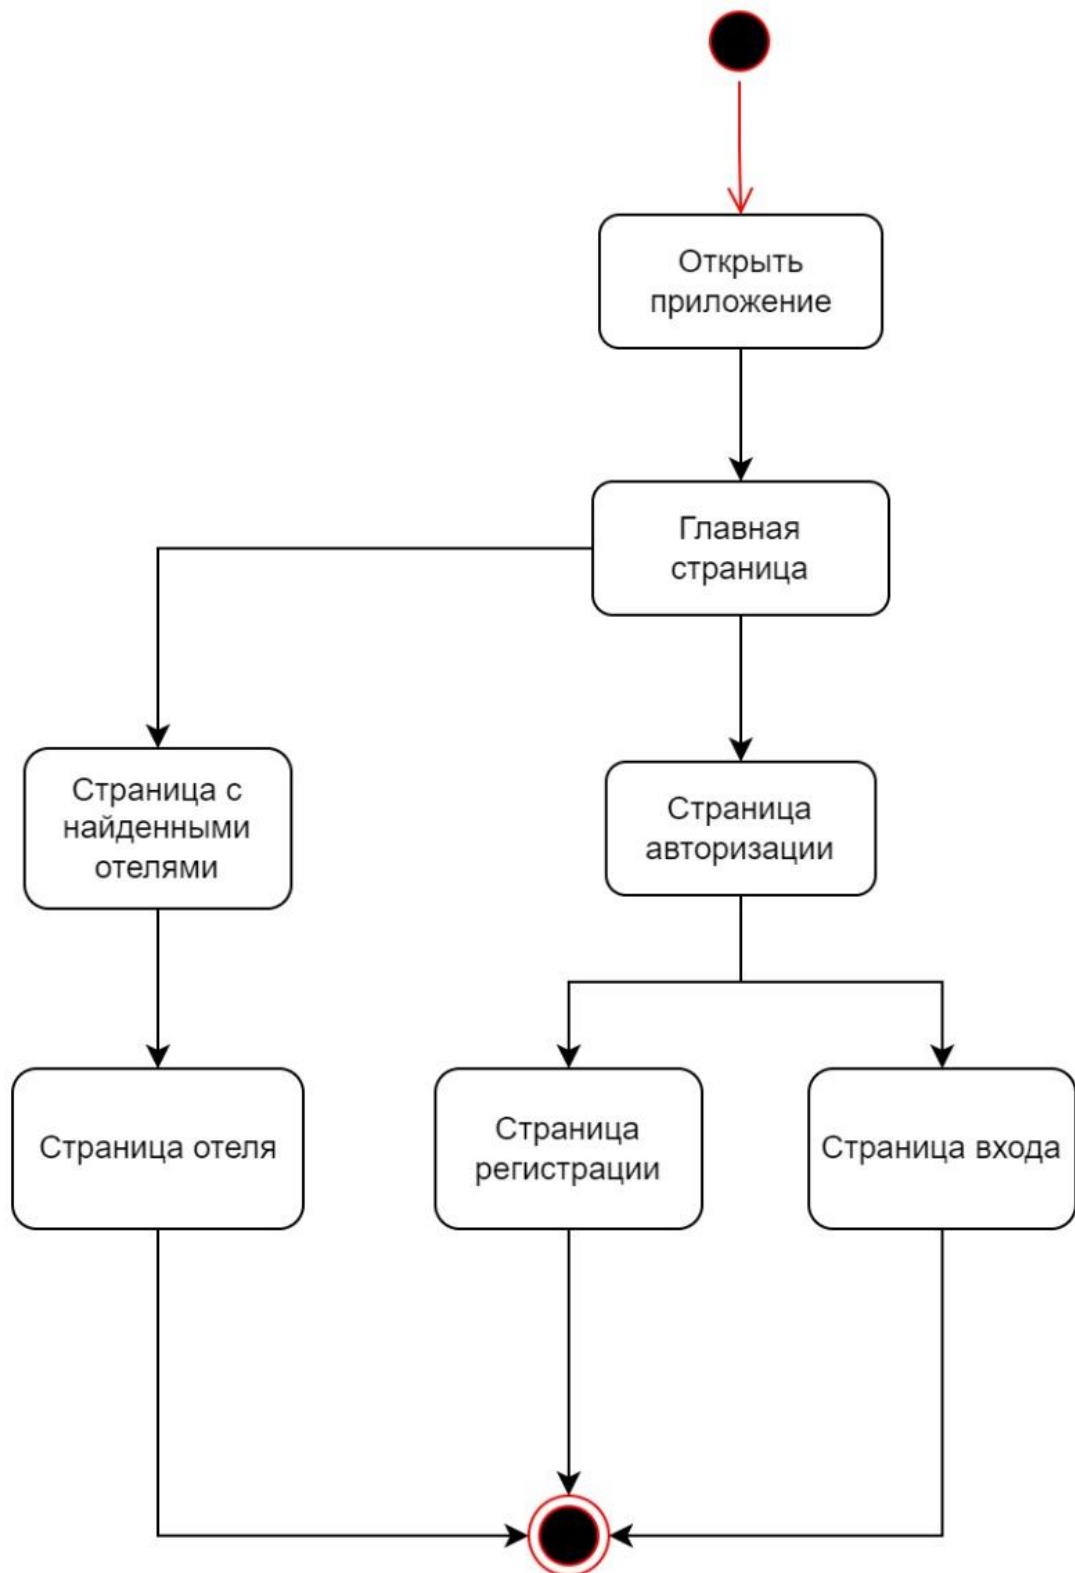 Открыть
приложение
Главная
страница
Страница с
найденными
отелями
Страница
авторизации
Страница отеля
Страница
регистрации
Страница входа